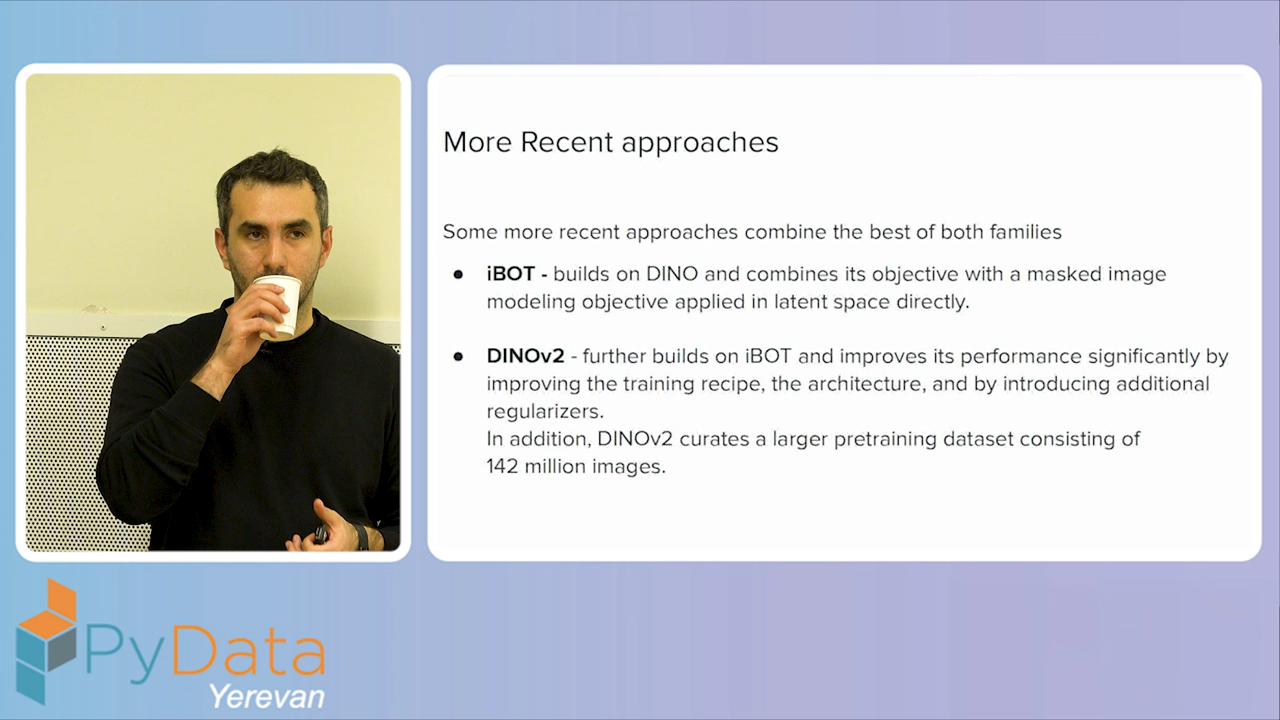 More Recent approaches
Some more recent approaches combine the best of both families
● iBOT - builds on DINO and combines its objective with a masked image
modeling objective applied in latent space directly.
● DINOv2 - further builds on iBOT and improves its performance significantly by
improving the training recipe, the architecture, and by introducing additional
regularizers.
In addition, DINOv2 curates a larger pretraining dataset consisting of
142 million images.
PyData
Yerevan